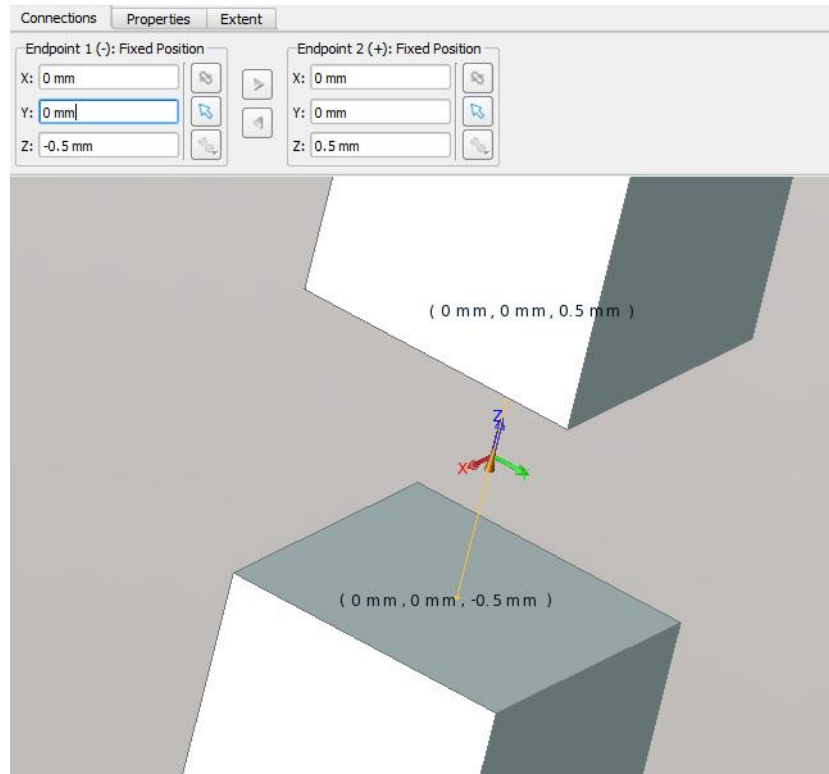 Connections Properties Extent
Endpoint 1 (-): Fixed Position Endpoint 2 (+): Fixed Position
X: 0 mm X: 0 mm
Y: 0 mm Y: 0 mm
Z: -0.5 mm Z: 0.5 mm
( 0 mm , 0 mm , 0.5 mm )
Z
X
Y
( 0 mm , 0 mm , -0.5 mm )